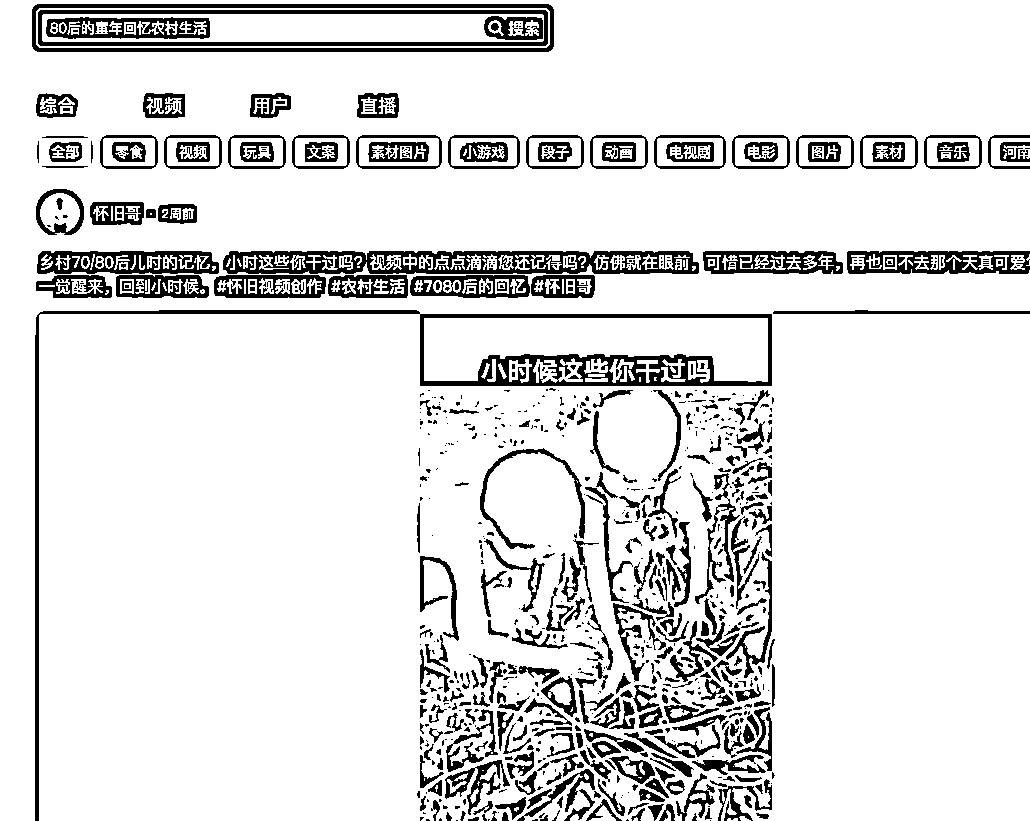 80后的童年回忆农村生活 搜索
综合 视频 用户 直播
全部 零食 视频 玩具 文案 素材图片 小游戏 段子 动画 电视剧 电影 图片 素材 音乐 河南
怀旧哥 · 2周前
乡村70/80后儿时的记忆，小时这些你干过吗？视频中的点点滴滴您还记得吗？仿佛就在眼前，可惜已经过去多年，再也回不去那个天真可爱
一觉醒来，回到小时候。#怀旧视频创作 #农村生活 #7080后的回忆 #怀旧哥
小时候这些你干过吗